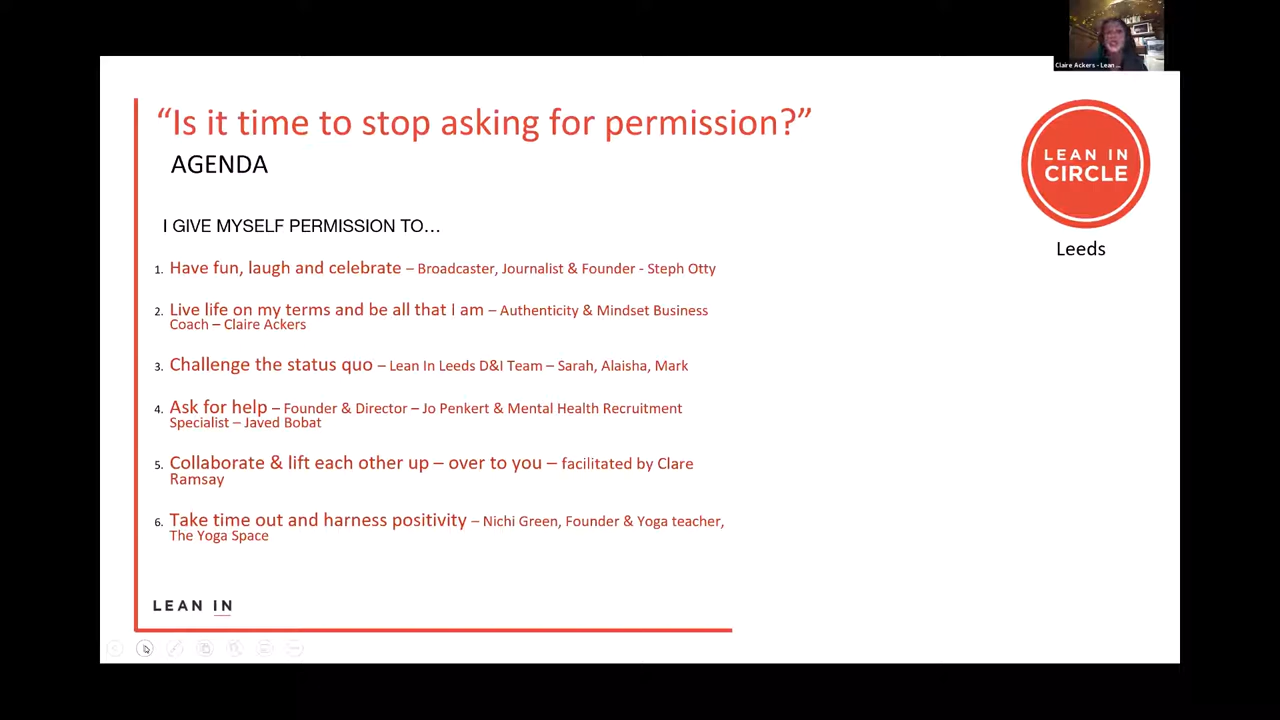 Claire Ackers - Lean ...
“Is it time to stop asking for permission?”
AGENDA
LEAN IN
CIRCLE
Leeds
I GIVE MYSELF PERMISSION TO…
1. Have fun, laugh and celebrate – Broadcaster, Journalist & Founder - Steph Otty
2. Live life on my terms and be all that I am – Authenticity & Mindset Business
Coach – Claire Ackers
3. Challenge the status quo – Lean In Leeds D&I Team – Sarah, Alaisha, Mark
4. Ask for help – Founder & Director – Jo Penkert & Mental Health Recruitment
Specialist – Javed Bobat
5. Collaborate & lift each other up – over to you – facilitated by Clare
Ramsay
6. Take time out and harness positivity – Nichi Green, Founder & Yoga teacher,
The Yoga Space
LEAN IN